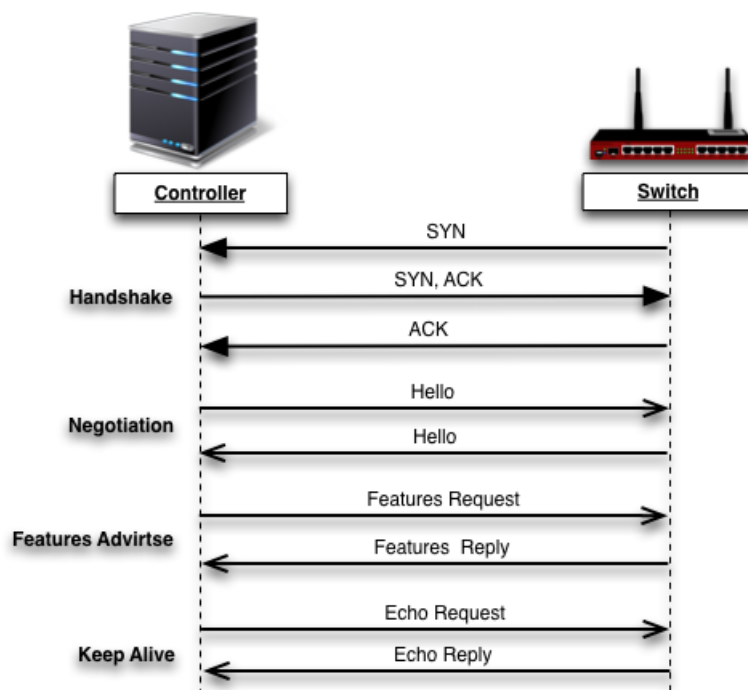 Controller
Switch
SYN
SYN, ACK
Handshake
ACK
Hello
Negotiation
Hello
Features Request
Features Advirtse
Features Reply
Echo Request
Keep Alive
Echo Reply